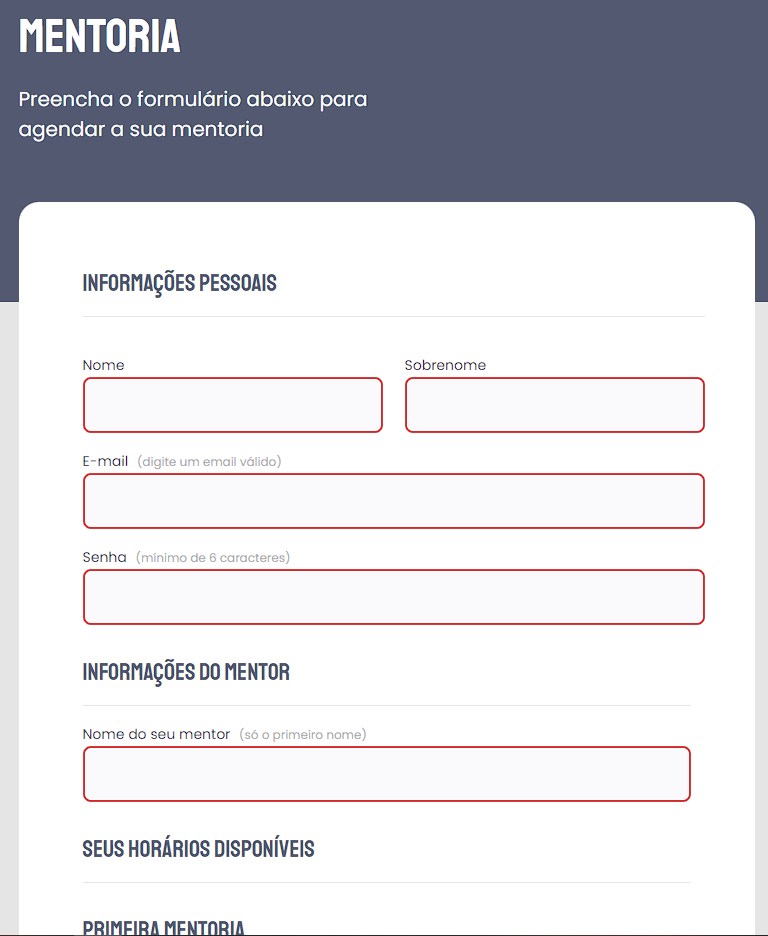 MENTORIA
Preencha o formulário abaixo para
agendar a sua mentoria
INFORMAÇÕES PESSOAIS
Nome
Sobrenome
E-mail (digite um email válido)
Senha (mínimo de 6 caracteres)
INFORMAÇÕES DO MENTOR
Nome do seu mentor (só o primeiro nome)
SEUS HORÁRIOS DISPONÍVEIS
PRIMEIRA MENTORIA